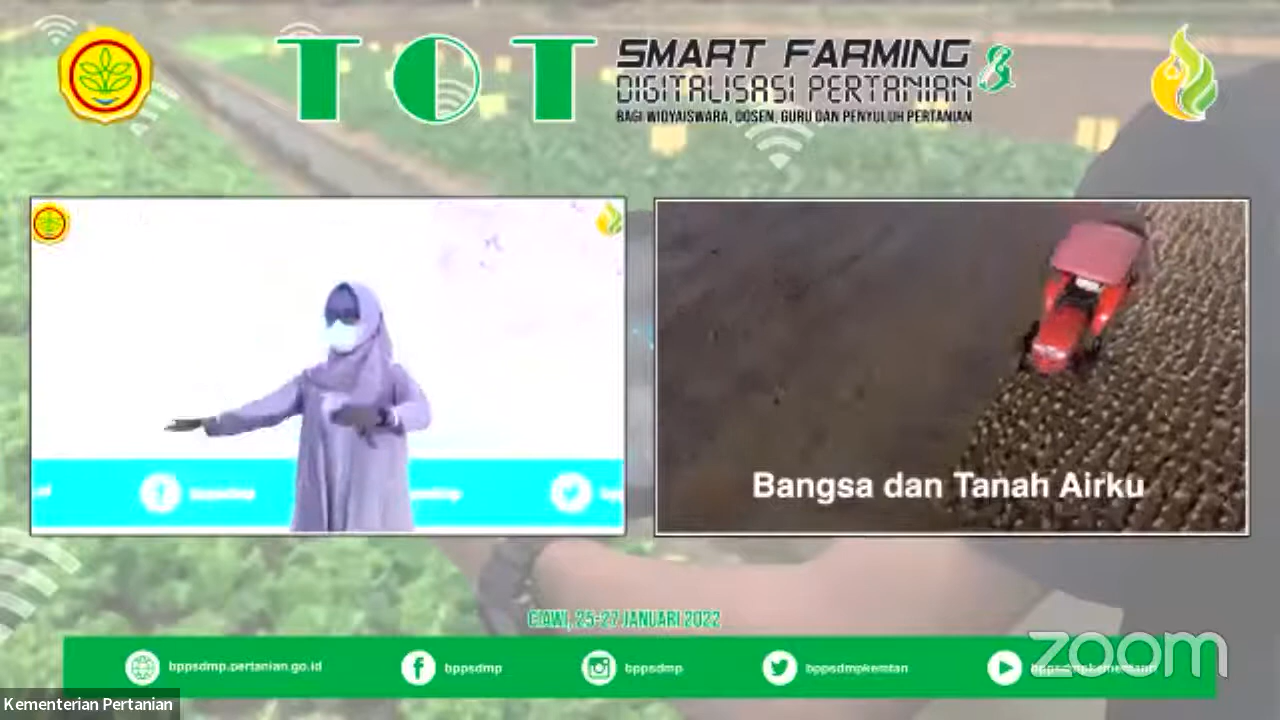 TOT
SMART FARMING &
DIGITALISASI PERTANIAN
BAGI WIDYAISWARA, DOSEN, GURU DAN PENYULUH PERTANIAN
Bangsa dan Tanah Airku
CIAWI, 25-27 JANUARI 2022
bppsdmp.pertanian.go.id
bppsdmp
bppsdmp
bppsdmpkemtan
zoom
Kementerian Pertanian